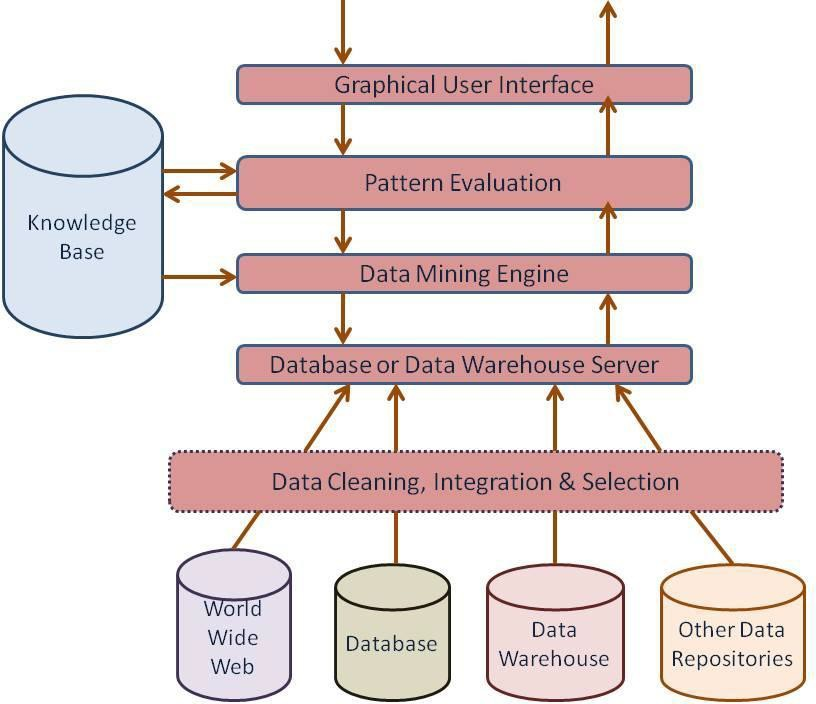 Graphical User Interface
Pattern Evaluation
Knowledge
Base
Data Mining Engine
Database or Data Warehouse Server
Data Cleaning, Integration & Selection
World
Wide
Web
Database
Data
Warehouse
Other Data
Repositories